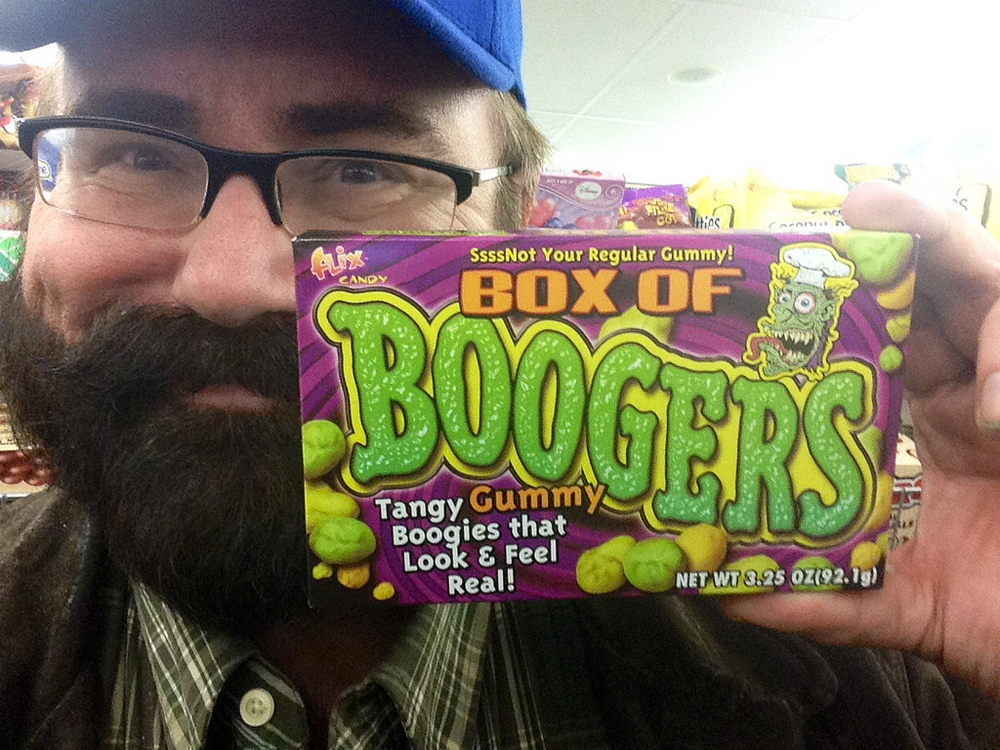 Disney
flix
CANDY
SsssNot Your Regular Gummy!
BOX OF
BOOGERS
Tangy Gummy
Boogies that
Look & Feel
Real!
NET WT 3.25 OZ(92.1g)